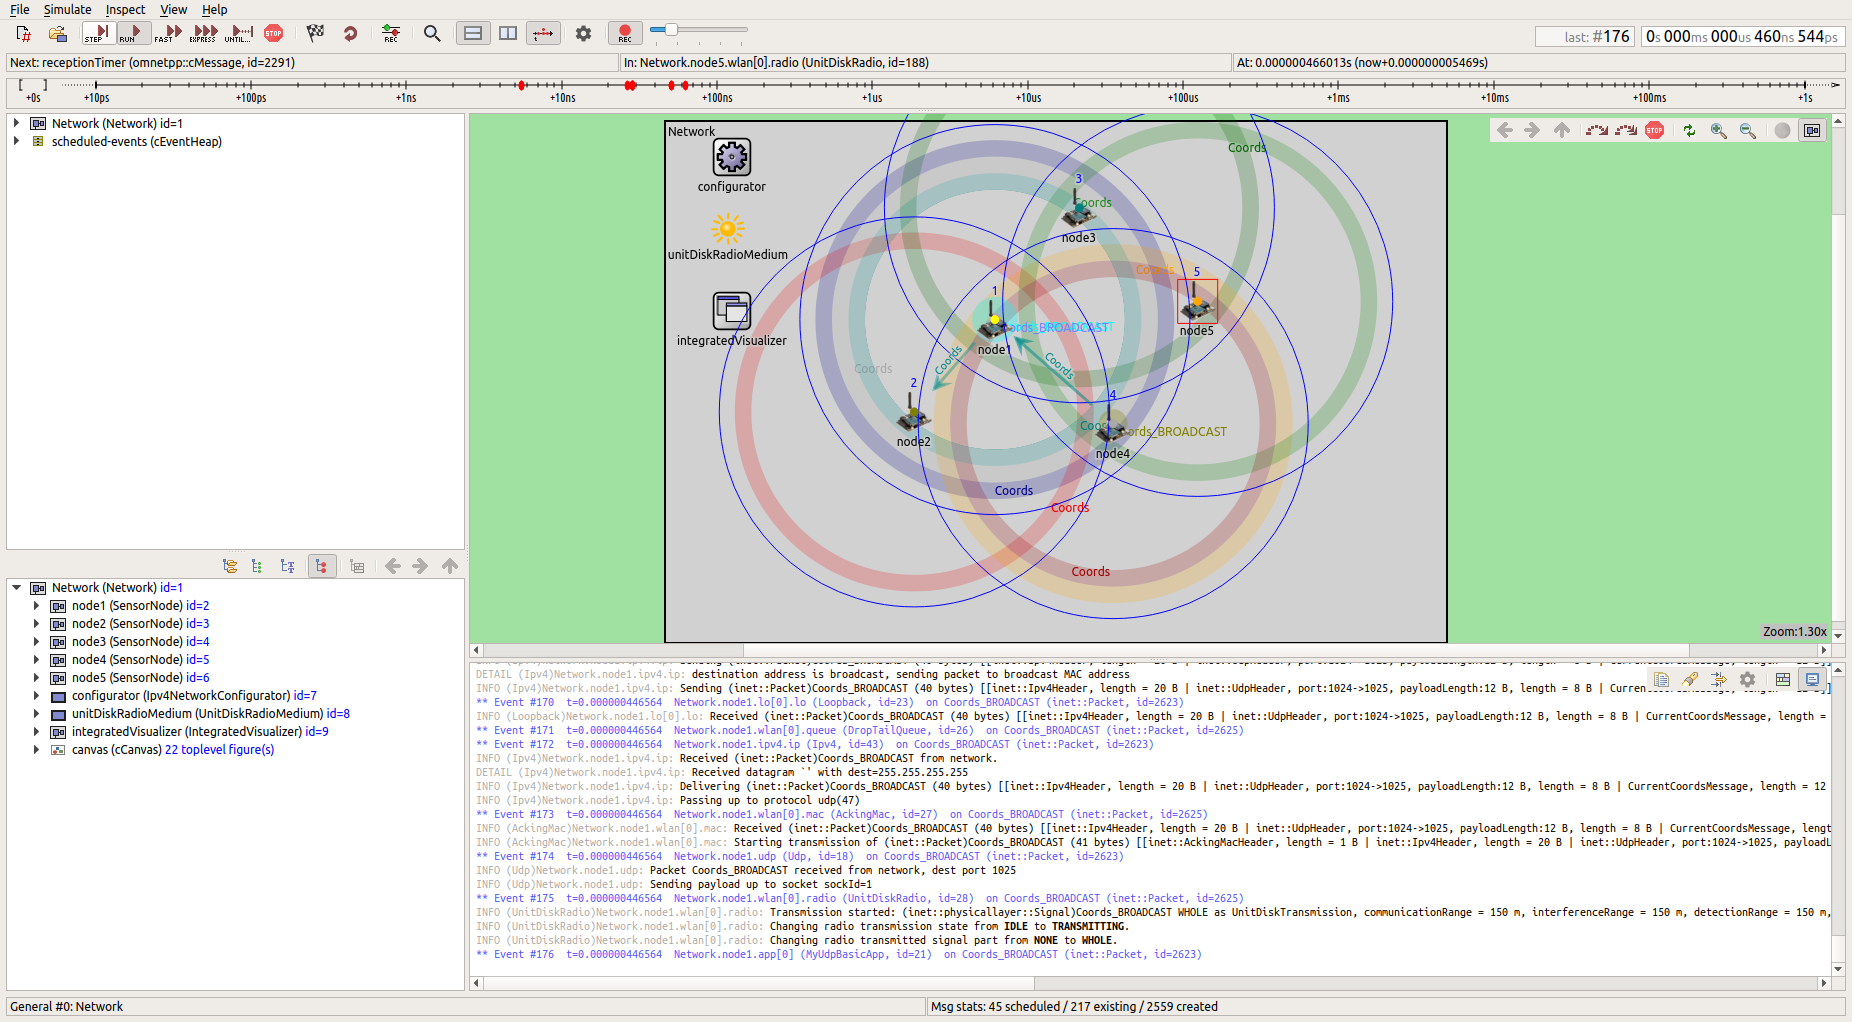 File Simulate Inspect View Help
STEP RUN FAST EXPRESS UNTIL... STOP REC REC
last: #176 0s 000ms 000us 460ns 544ps
Next: receptionTimer (omnetpp::cMessage, id=2291) In: Network.node5.wlan[0].radio (UnitDiskRadio, id=188) At: 0.000000466013s (now+0.000000005469s)
+0s +10ps +100ps +1ns +10ns +100ns +1us +10us +100us +1ms +10ms +100ms +1s
Network (Network) id=1
scheduled-events (cEventHeap)
Network (Network) id=1
node1 (SensorNode) id=2
node2 (SensorNode) id=3
node3 (SensorNode) id=4
node4 (SensorNode) id=5
node5 (SensorNode) id=6
configurator (Ipv4NetworkConfigurator) id=7
unitDiskRadioMedium (UnitDiskRadioMedium) id=8
integratedVisualizer (IntegratedVisualizer) id=9
canvas (cCanvas) 22 toplevel figure(s)
Network
STOP
Coords
configurator
3
Coords
node3
unitDiskRadioMedium
Coords
5
1
ords_BROADCAST
node5
integratedVisualizer
node1
Coords
Coords
Coords
2
4
Coo
ords_BROADCAST
node2
node4
Coords
Coords
Coords
Zoom:1.30x
DETAIL (Ipv4)Network.node1.ipv4.ip: destination address is broadcast, sending packet to broadcast MAC address
INFO (Ipv4)Network.node1.ipv4.ip: Sending (inet::Packet)Coords_BROADCAST (40 bytes) [[inet::Ipv4Header, length = 20 B | inet::UdpHeader, port:1024->1025, payloadLength:12 B, length = 8 B | CurrentCoordsMessage, length = 12 B]]
** Event #170 t=0.000000446564 Network.node1.lo[0].lo (Loopback, id=23) on Coords_BROADCAST (inet::Packet, id=2623)
INFO (Loopback)Network.node1.lo[0].lo: Received (inet::Packet)Coords_BROADCAST (40 bytes) [[inet::Ipv4Header, length = 20 B | inet::UdpHeader, port:1024->1025, payloadLength:12 B, length = 8 B | CurrentCoordsMessage, length =
** Event #171 t=0.000000446564 Network.node1.wlan[0].queue (DropTailQueue, id=26) on Coords_BROADCAST (inet::Packet, id=2625)
** Event #172 t=0.000000446564 Network.node1.ipv4.ip (Ipv4, id=43) on Coords_BROADCAST (inet::Packet, id=2623)
INFO (Ipv4)Network.node1.ipv4.ip: Received (inet::Packet)Coords_BROADCAST from network.
DETAIL (Ipv4)Network.node1.ipv4.ip: Received datagram `' with dest=255.255.255.255
INFO (Ipv4)Network.node1.ipv4.ip: Delivering (inet::Packet)Coords_BROADCAST (40 bytes) [[inet::Ipv4Header, length = 20 B | inet::UdpHeader, port:1024->1025, payloadLength:12 B, length = 8 B | CurrentCoordsMessage, length = 12
INFO (Ipv4)Network.node1.ipv4.ip: Passing up to protocol udp(47)
** Event #173 t=0.000000446564 Network.node1.wlan[0].mac (AckingMac, id=27) on Coords_BROADCAST (inet::Packet, id=2625)
INFO (AckingMac)Network.node1.wlan[0].mac: Received (inet::Packet)Coords_BROADCAST (40 bytes) [[inet::Ipv4Header, length = 20 B | inet::UdpHeader, port:1024->1025, payloadLength:12 B, length = 8 B | CurrentCoordsMessage, lengt
INFO (AckingMac)Network.node1.wlan[0].mac: Starting transmission of (inet::Packet)Coords_BROADCAST (41 bytes) [[inet::AckingMacHeader, length = 1 B | inet::Ipv4Header, length = 20 B | inet::UdpHeader, port:1024->1025, payloadL
** Event #174 t=0.000000446564 Network.node1.udp (Udp, id=18) on Coords_BROADCAST (inet::Packet, id=2623)
INFO (Udp)Network.node1.udp: Packet Coords_BROADCAST received from network, dest port 1025
INFO (Udp)Network.node1.udp: Sending payload up to socket sockId=1
** Event #175 t=0.000000446564 Network.node1.wlan[0].radio (UnitDiskRadio, id=28) on Coords_BROADCAST (inet::Packet, id=2625)
INFO (UnitDiskRadio)Network.node1.wlan[0].radio: Transmission started: (inet::physicallayer::Signal)Coords_BROADCAST WHOLE as UnitDiskTransmission, communicationRange = 150 m, interferenceRange = 150 m, detectionRange = 150 m,
INFO (UnitDiskRadio)Network.node1.wlan[0].radio: Changing radio transmission state from IDLE to TRANSMITTING.
INFO (UnitDiskRadio)Network.node1.wlan[0].radio: Changing radio transmitted signal part from NONE to WHOLE.
** Event #176 t=0.000000446564 Network.node1.app[0] (MyUdpBasicApp, id=21) on Coords_BROADCAST (inet::Packet, id=2623)
General #0: Network Msg stats: 45 scheduled / 217 existing / 2559 created